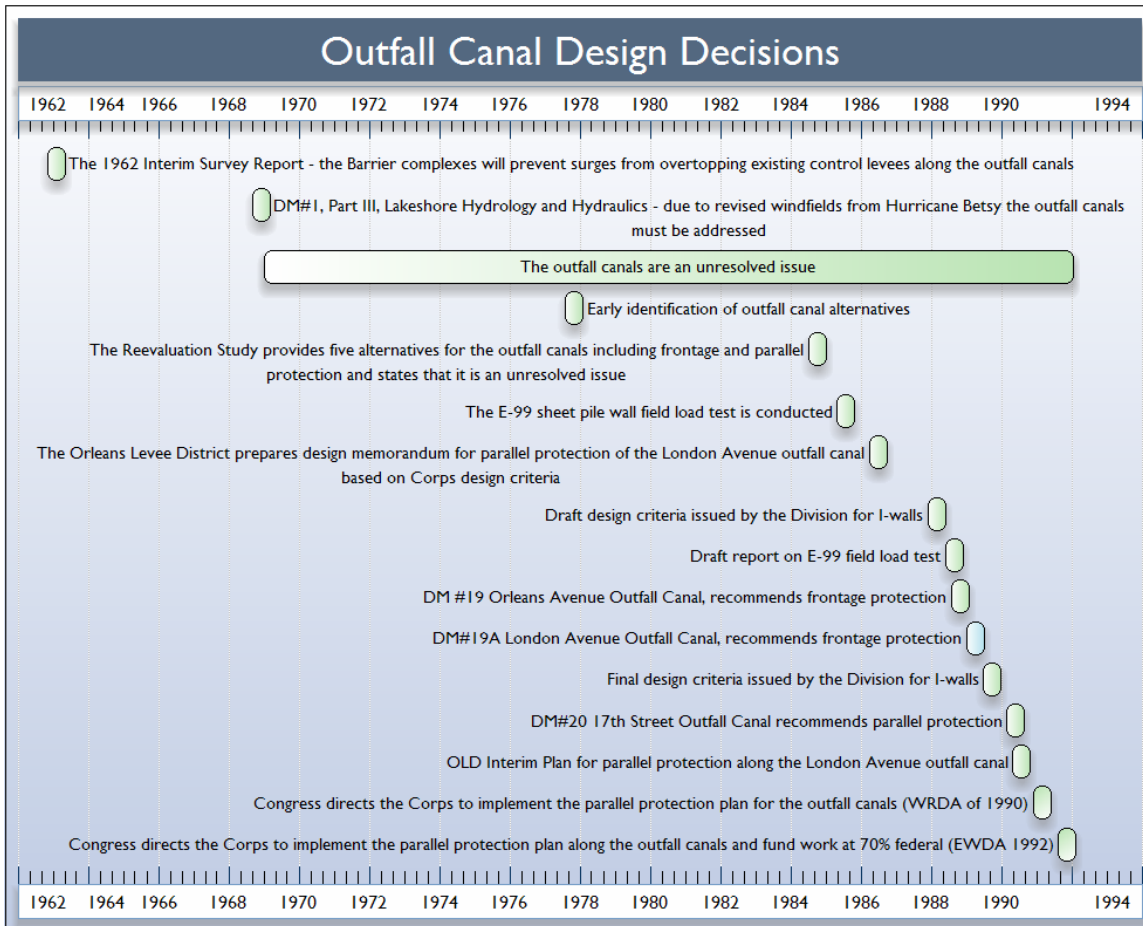 Outfall Canal Design Decisions
1962 1964 1966 1968 1970 1972 1974 1976 1978 1980 1982 1984 1986 1988 1990 1994
The 1962 Interim Survey Report - the Barrier complexes will prevent surges from overtopping existing control levees along the outfall canals
DM#1, Part III, Lakeshore Hydrology and Hydraulics - due to revised windfields from Hurricane Betsy the outfall canals
must be addressed
The outfall canals are an unresolved issue
Early identification of outfall canal alternatives
The Reevaluation Study provides five alternatives for the outfall canals including frontage and parallel
protection and states that it is an unresolved issue
The E-99 sheet pile wall field load test is conducted
The Orleans Levee District prepares design memorandum for parallel protection of the London Avenue outfall canal
based on Corps design criteria
Draft design criteria issued by the Division for I-walls
Draft report on E-99 field load test
DM #19 Orleans Avenue Outfall Canal, recommends frontage protection
DM#19A London Avenue Outfall Canal, recommends frontage protection
Final design criteria issued by the Division for I-walls
DM#20 17th Street Outfall Canal recommends parallel protection
OLD Interim Plan for parallel protection along the London Avenue outfall canal
Congress directs the Corps to implement the parallel protection plan for the outfall canals (WRDA of 1990)
Congress directs the Corps to implement the parallel protection plan along the outfall canals and fund work at 70% federal (EWDA 1992)
1962 1964 1966 1968 1970 1972 1974 1976 1978 1980 1982 1984 1986 1988 1990 1994